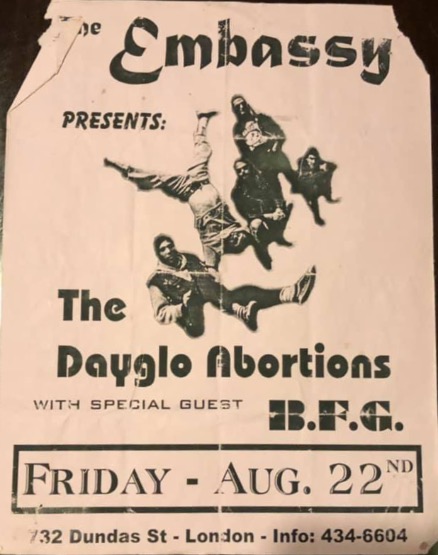 The Embassy
PRESENTS:
The
Dayglo Abortions
WITH SPECIAL GUEST B.F.G.
FRIDAY - AUG. 22ND
732 Dundas St - London - Info: 434-6604